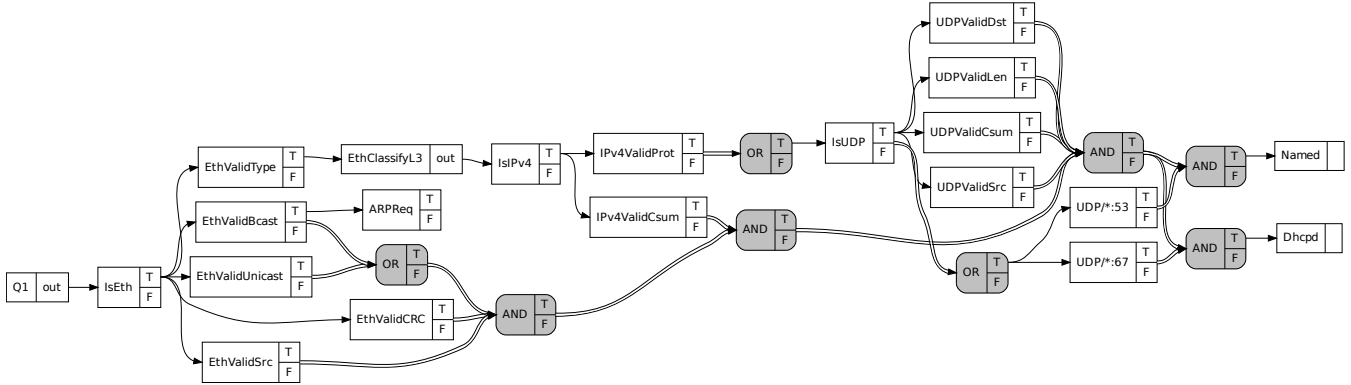 Q1 out
IsEth T F
EthValidType T F
EthValidBcast T F
EthValidUnicast T F
EthValidCRC T F
EthValidSrc T F
EthClassifyL3 out
ARPReq T F
OR T F
AND T F
IsIPv4 T F
IPv4ValidProt T F
IPv4ValidCsum T F
OR T F
AND T F
IsUDP T F
UDPValidDst T F
UDPValidLen T F
UDPValidCsum T F
UDPValidSrc T F
OR T F
AND T F
UDP/*:53 T F
UDP/*:67 T F
AND T F
AND T F
Named
Dhcpd